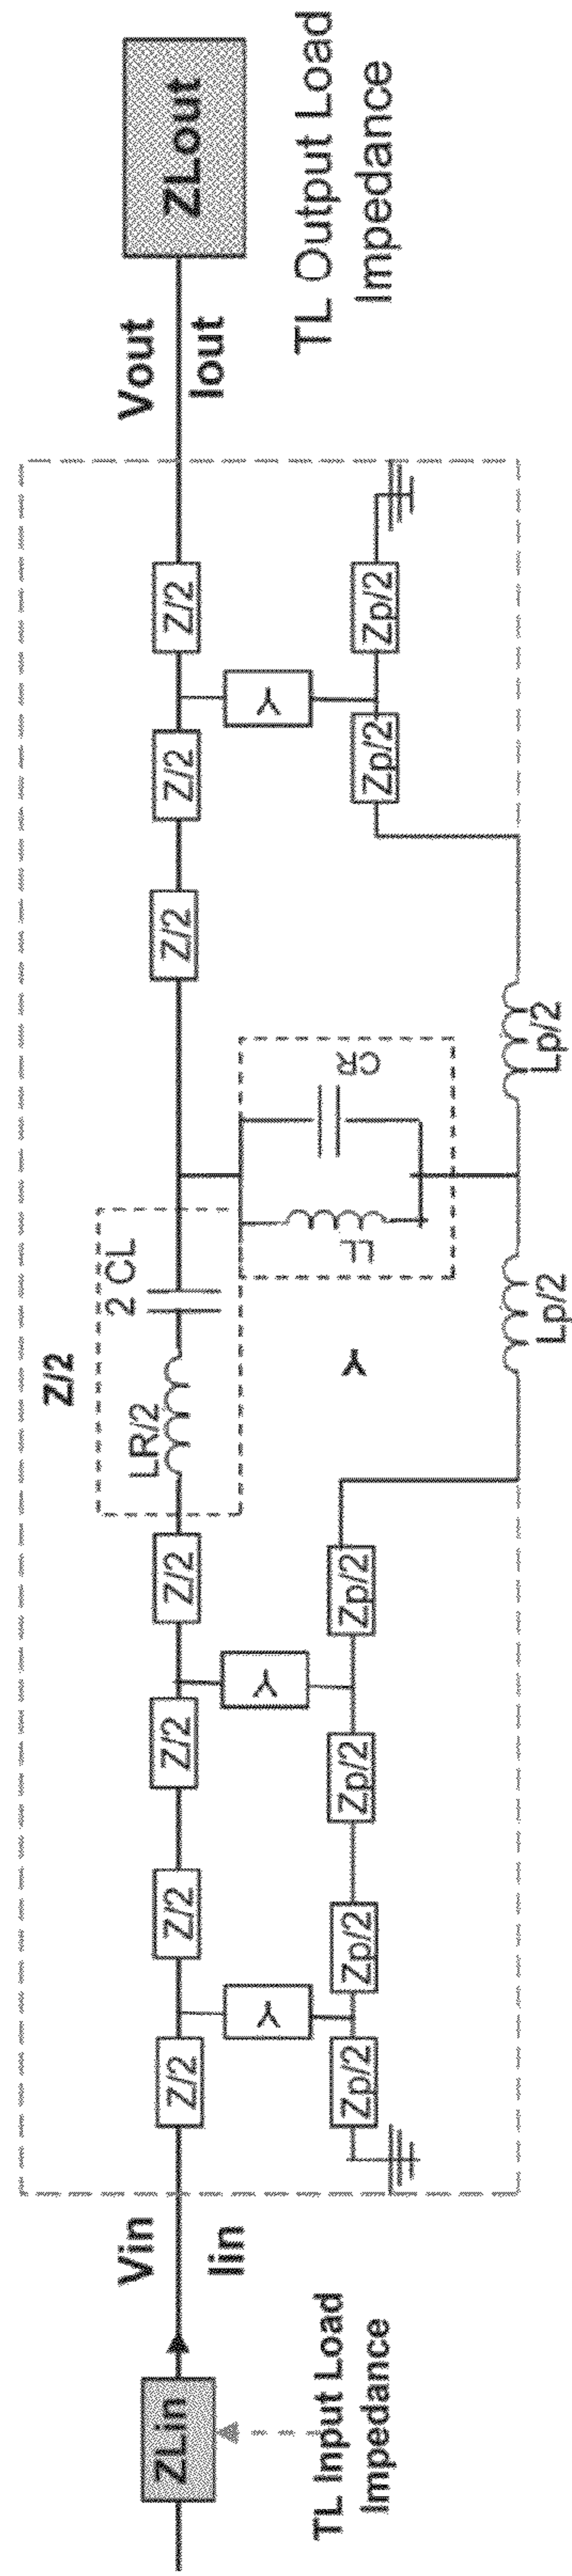 Z/2
2 CL
LR/2
Vin
Vout
ZLin
Z/2
Z/2
Z/2
Z/2
Z/2
Z/2
Z/2
ZLout
Iin
Iout
Y
Y
LL
CR
Y
Y
TL Input Load
Impedance
Zp/2
Zp/2
Zp/2
Zp/2
Zp/2
Zp/2
TL Output Load
Impedance
Lp/2
Lp/2